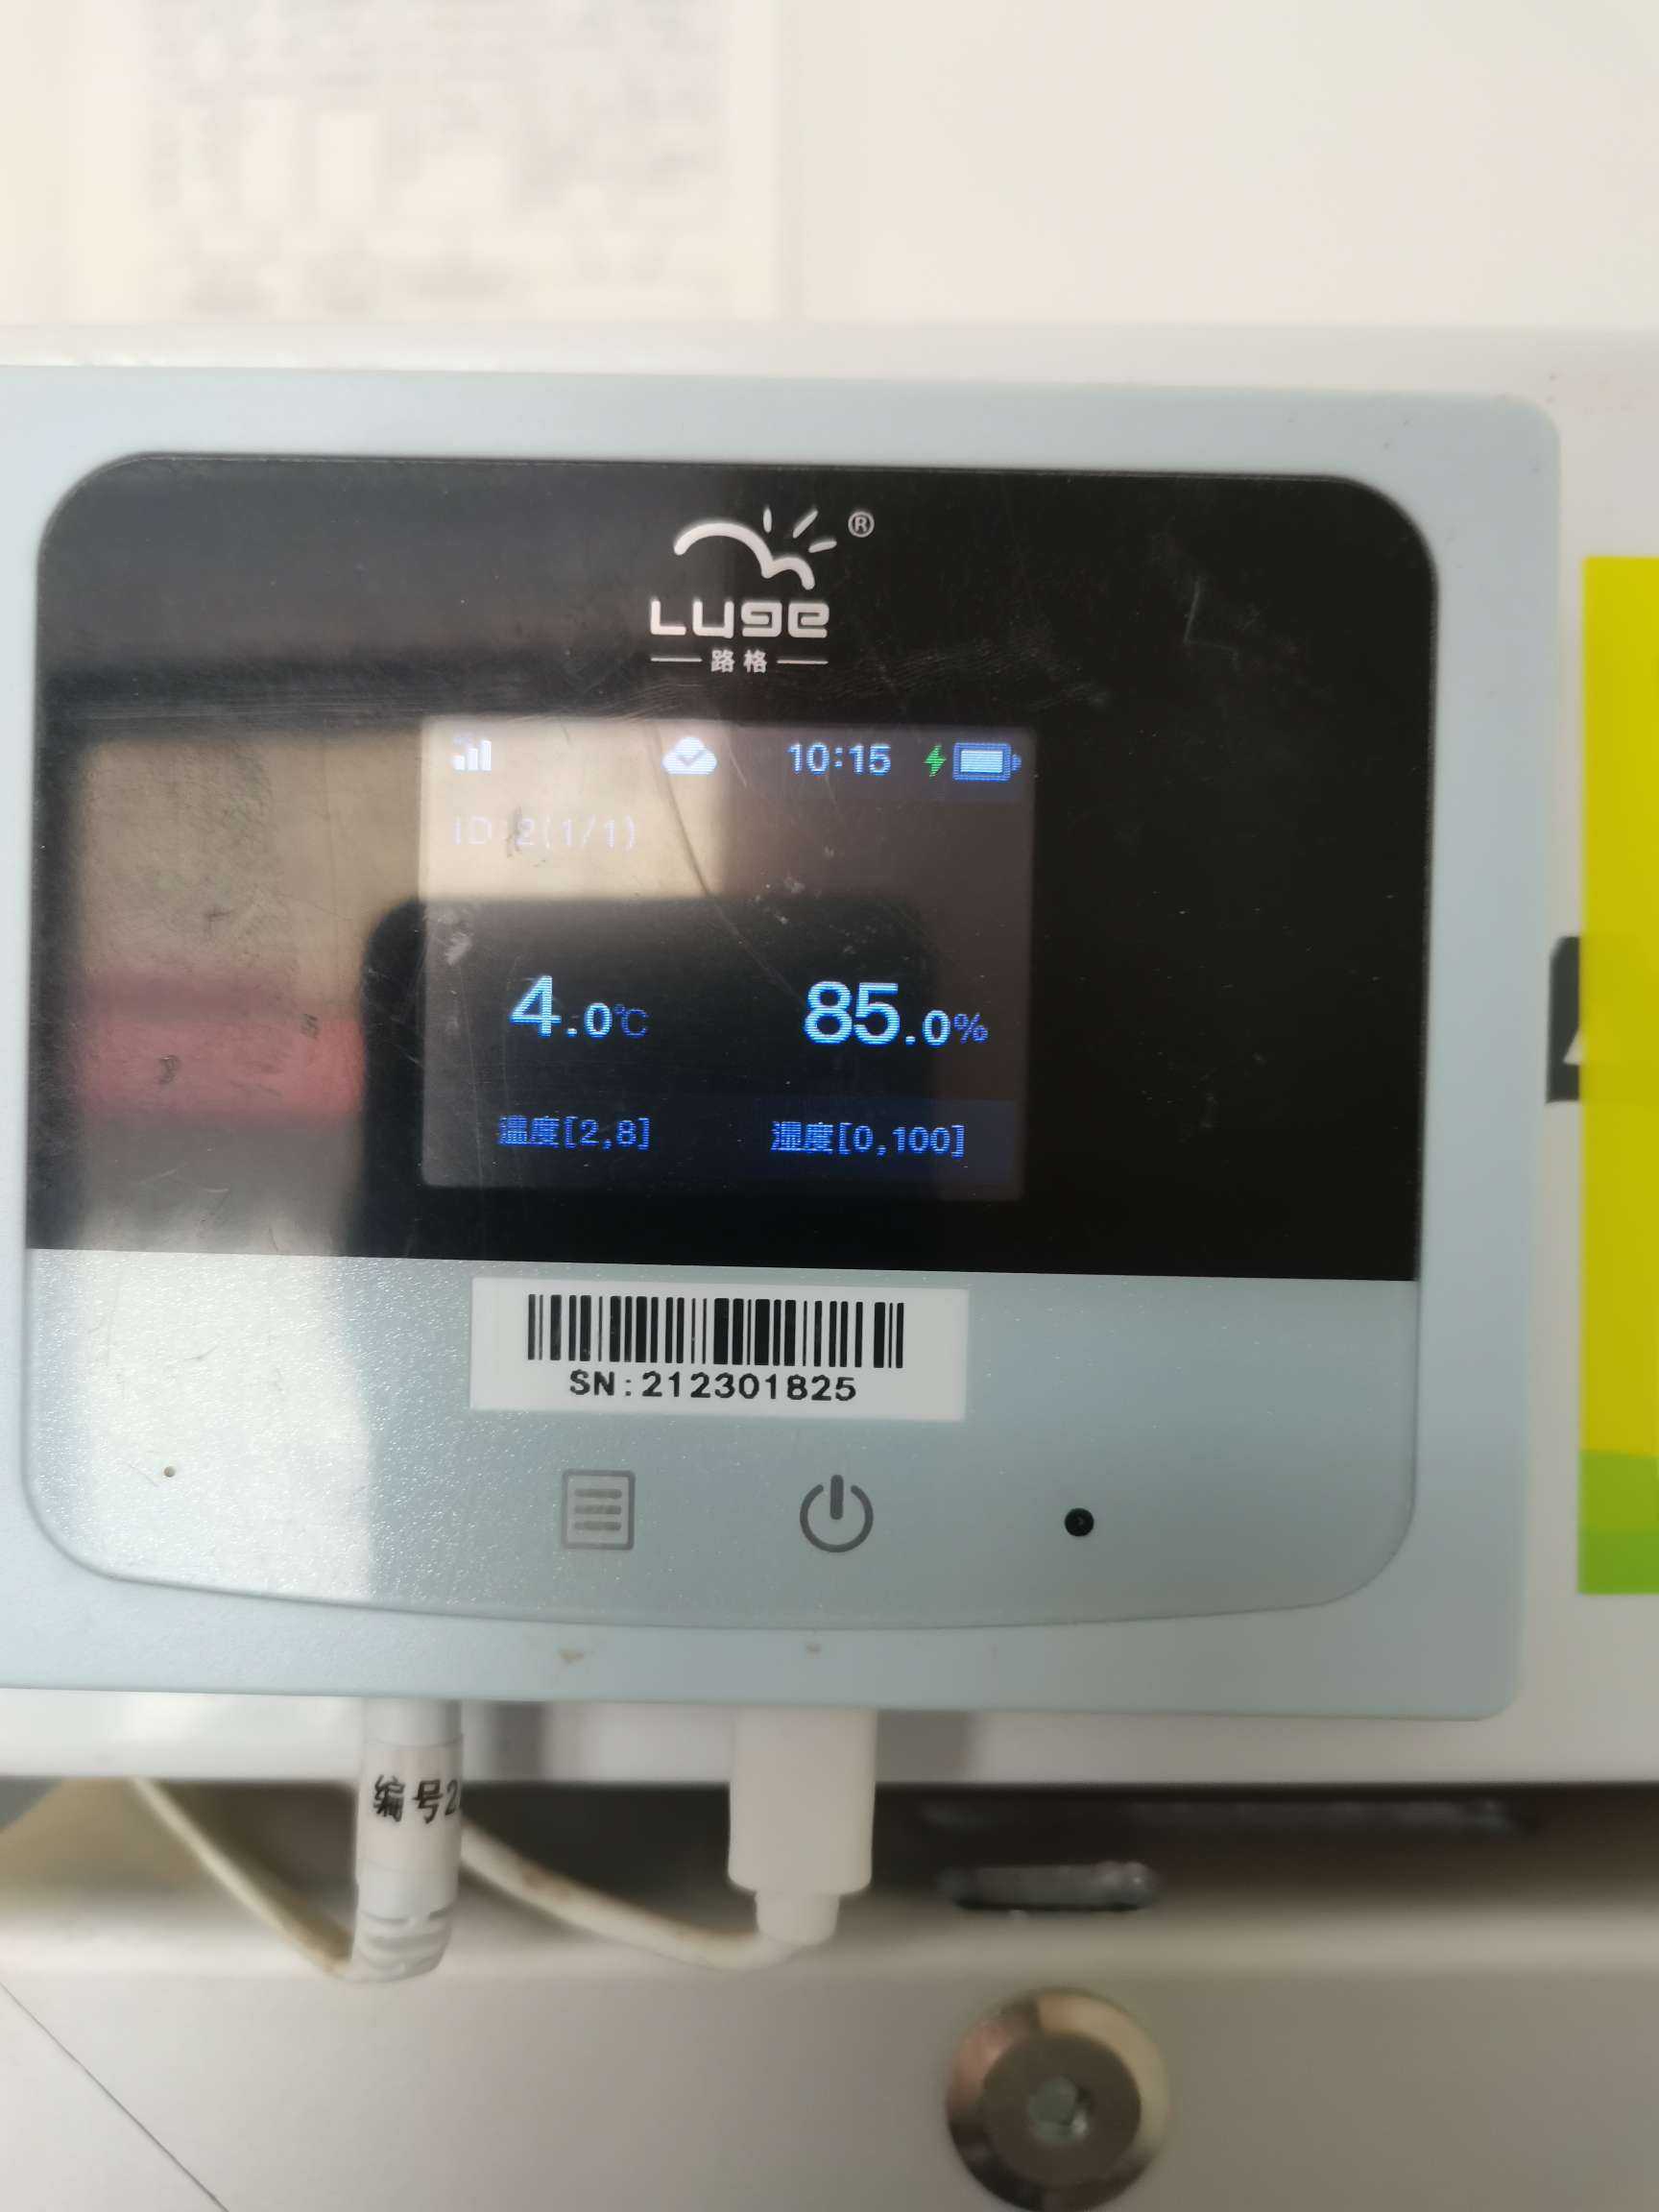 ®
Luge
路格
10:15
ID:2(1/1)
4.0℃ 85.0%
温度[2,8] 湿度[0,100]
SN:212301825
编号2